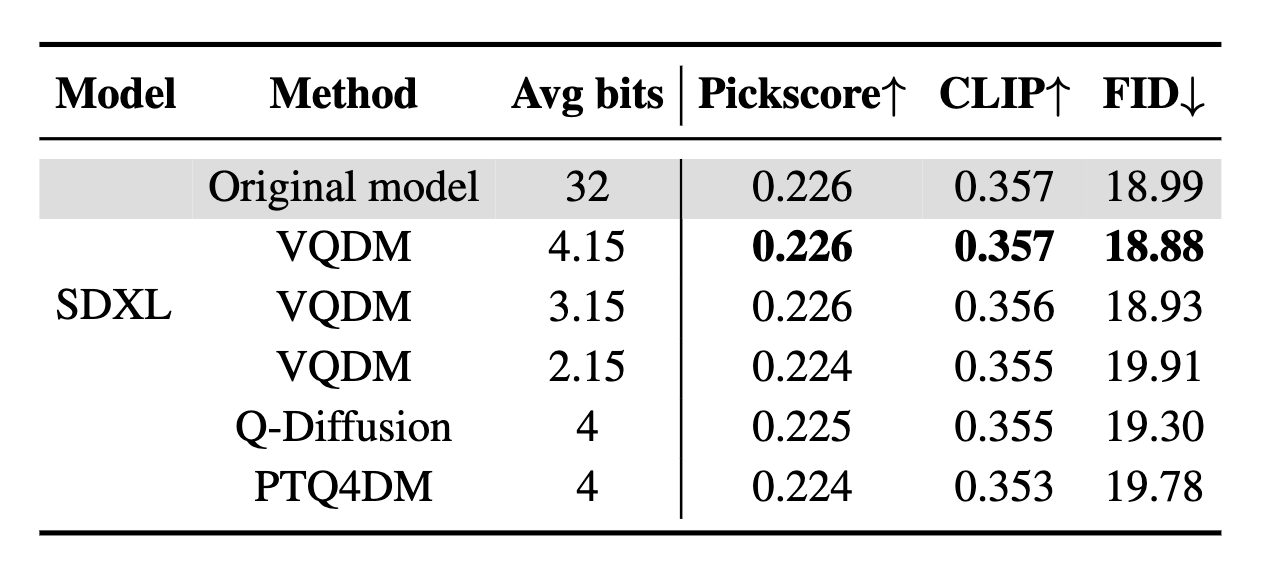 Model Method Avg bits Pickscore↑ CLIP↑ FID↓
Original model 32 0.226 0.357 18.99
VQDM 4.15 0.226 0.357 18.88
SDXL VQDM 3.15 0.226 0.356 18.93
VQDM 2.15 0.224 0.355 19.91
Q-Diffusion 4 0.225 0.355 19.30
PTQ4DM 4 0.224 0.353 19.78